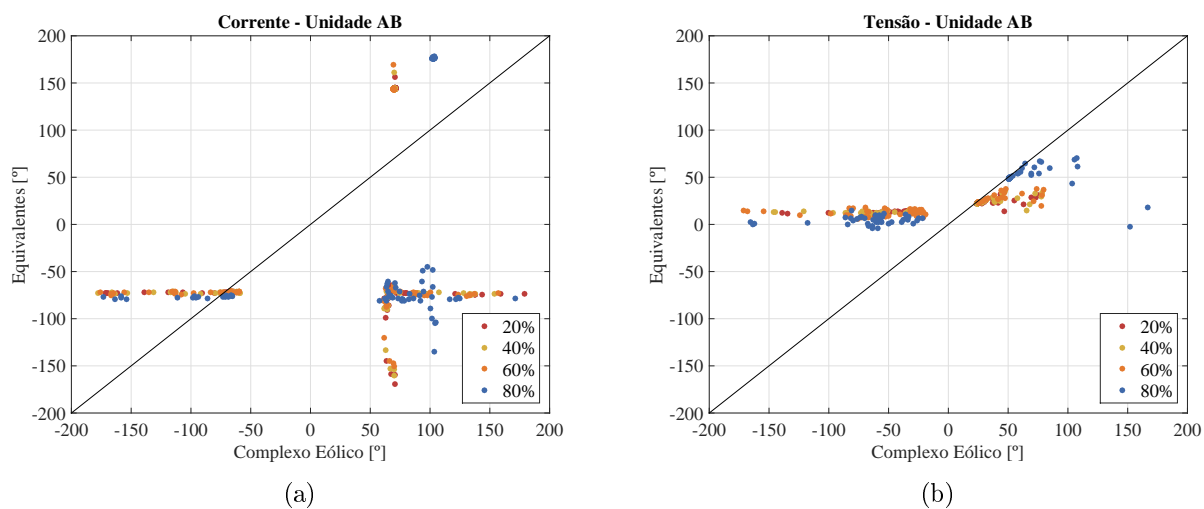 Corrente - Unidade AB
200
150
100
50
0
-50
-100
-150
-200
Equivalentes [º]
-200 -150 -100 -50 0 50 100 150 200
Complexo Eólico [º]
20%
40%
60%
80%
(a)
Tensão - Unidade AB
200
150
100
50
0
-50
-100
-150
-200
Equivalentes [º]
-200 -150 -100 -50 0 50 100 150 200
Complexo Eólico [º]
20%
40%
60%
80%
(b)